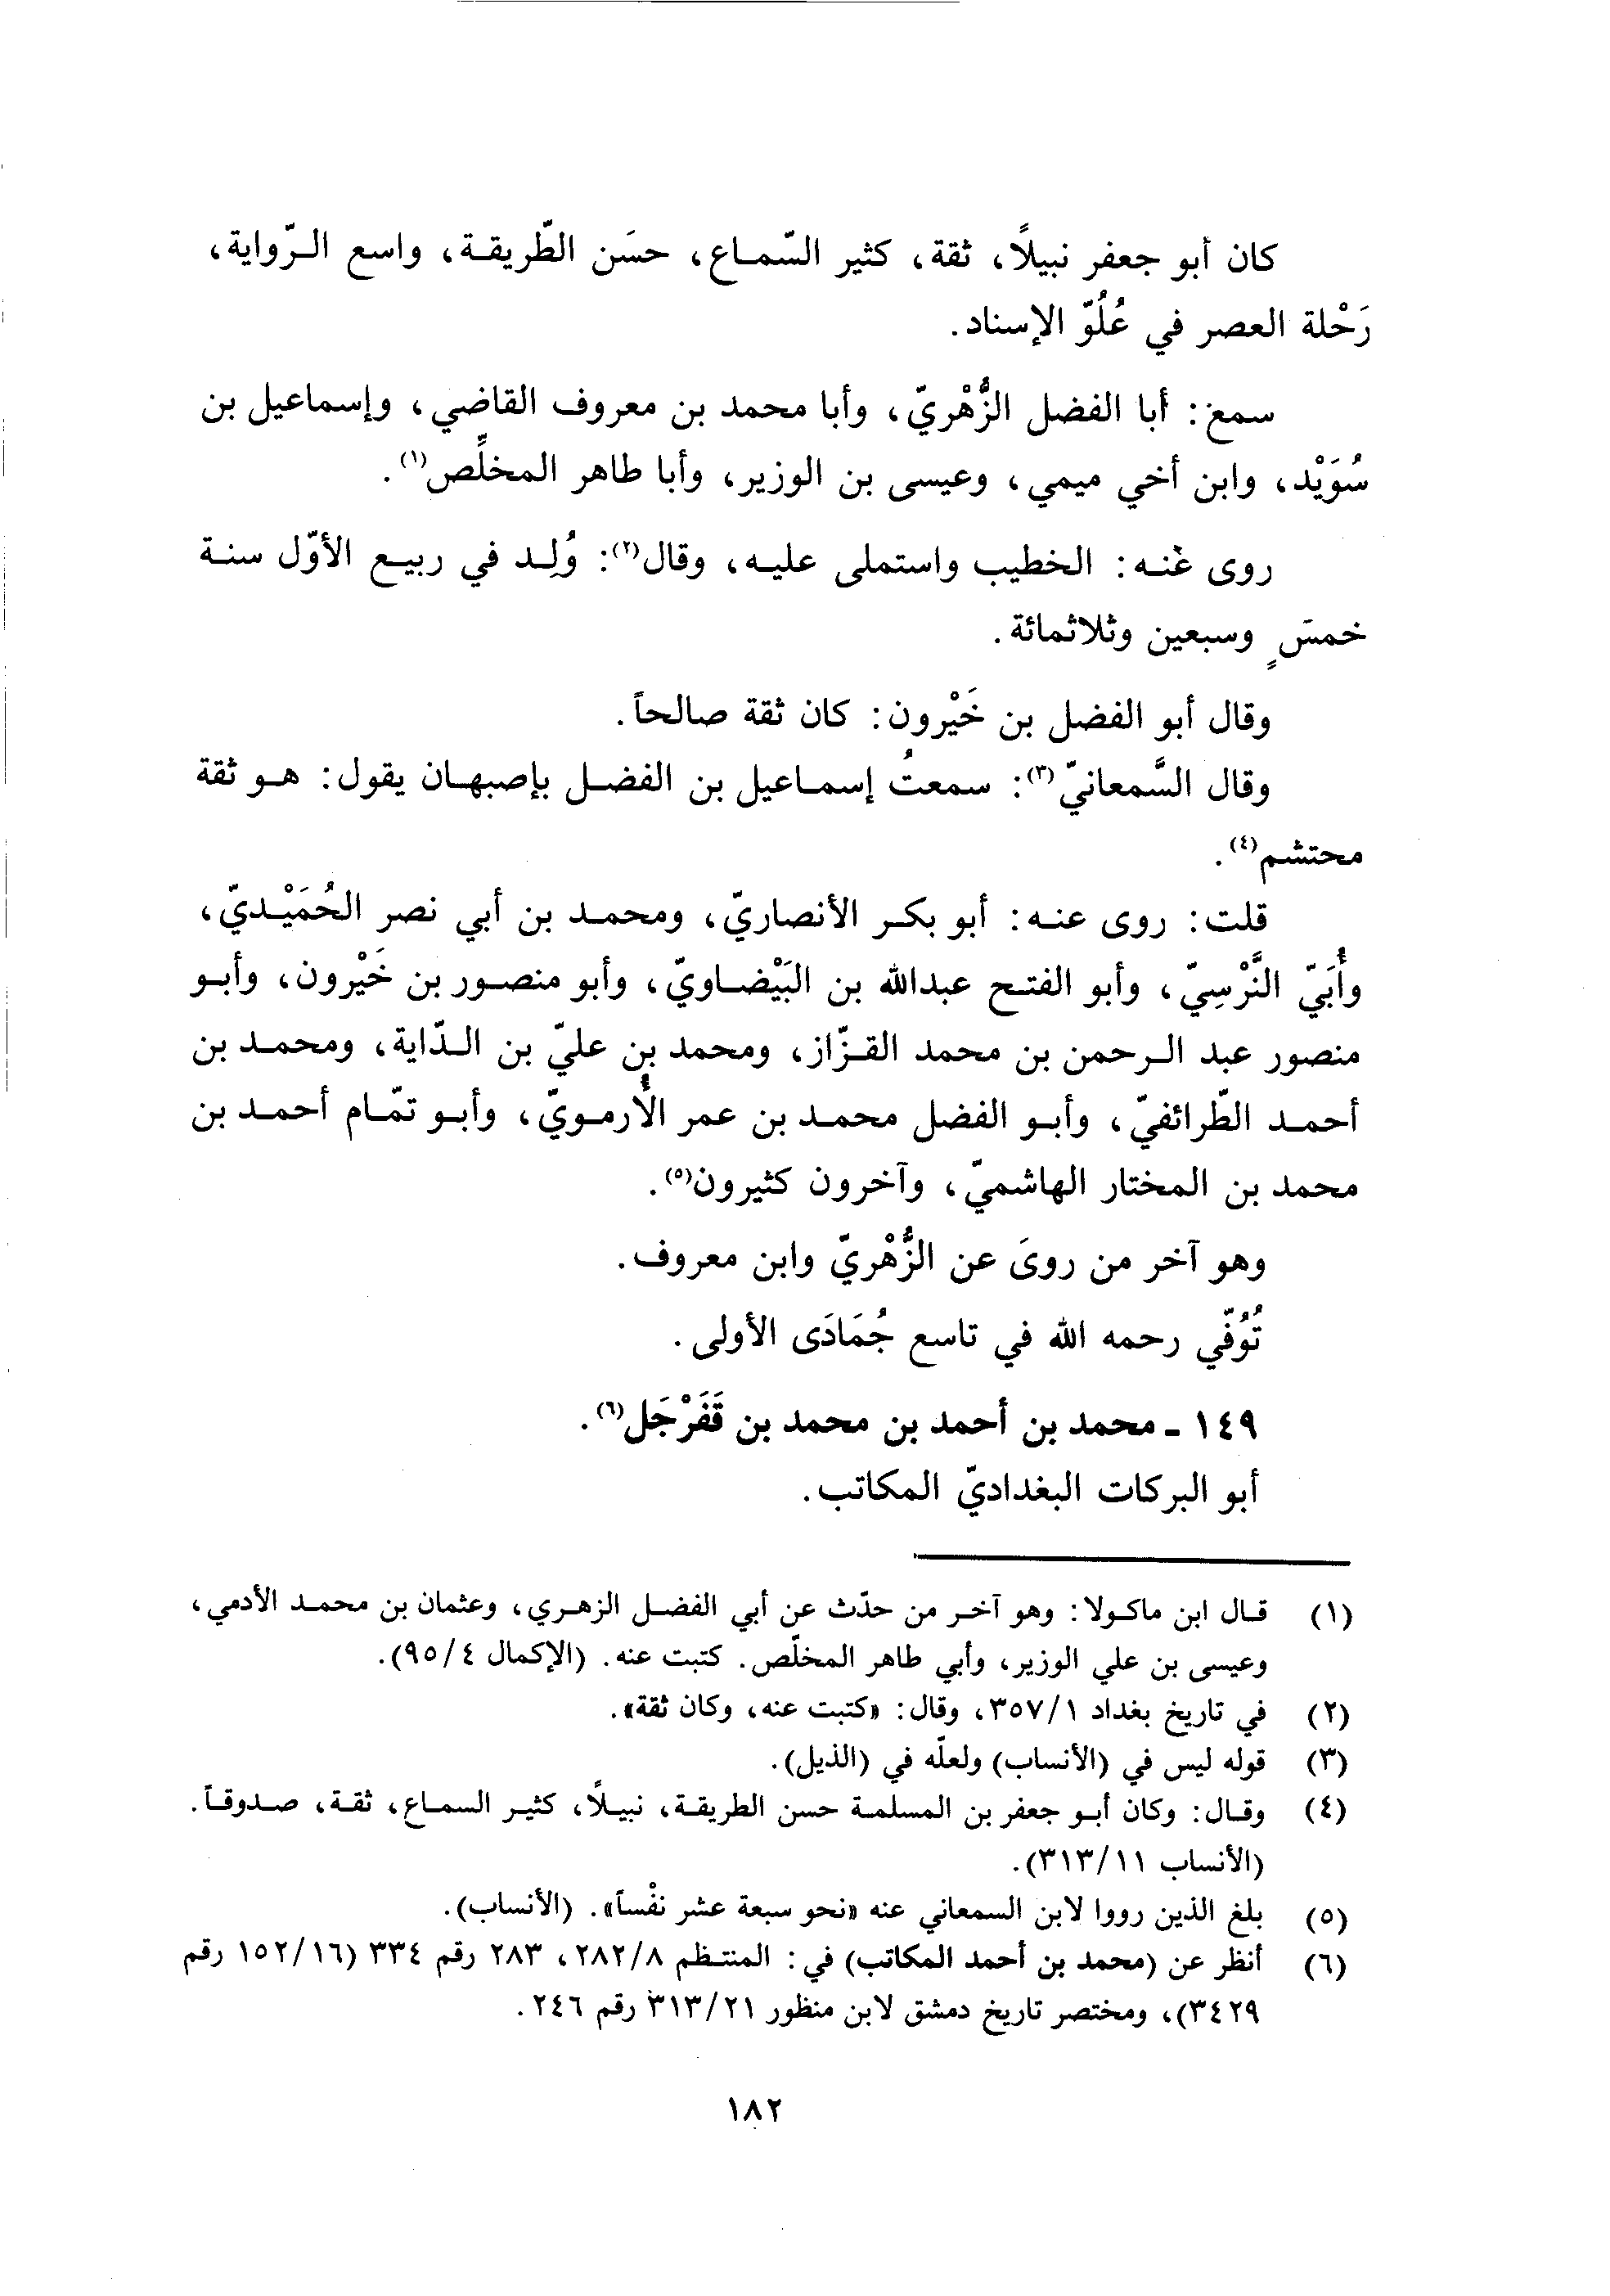 كان أبو جعفر نبيلًا، ثقة، كثير السّماع، حسَن الطّريقة، واسع الرّواية،
رَحْلة العصر في عُلُوّ الإسناد.
سمع: أبا الفضل الزُّهْريّ، وأبا محمد بن معروف القاضي، وإسماعيل بن
سُوَيْد، وابن أخي ميمي، وعيسى بن الوزير، وأبا طاهر المخلِّص(١).
روى عنه: الخطيب واستملى عليه، وقال(٢): وُلِد في ربيع الأوّل سنة
خمسَ وسبعين وثلاثمائة.
وقال أبو الفضل بن خَيْرون: كان ثقة صالحاً.
وقال السَّمعانيّ(٣): سمعتُ إسماعيل بن الفضل بإصبهان يقول: هو ثقة
محتشم(٤).
قلت: روى عنه: أبو بكر الأنصاريّ، ومحمد بن أبي نصر الحُمَيْديّ،
وأُبَيّ النَّرْسِيّ، وأبو الفتح عبدالله بن البَيْضاويّ، وأبو منصور بن خَيْرون، وأبو
منصور عبد الرحمن بن محمد القزّاز، ومحمد بن عليّ بن الدّاية، ومحمد بن
أحمد الطّرائفيّ، وأبو الفضل محمد بن عمر الأُرمويّ، وأبو تمّام أحمد بن
محمد بن المختار الهاشميّ، وآخرون كثيرون(٥).
وهو آخر من روىَ عن الزُّهْريّ وابن معروف.
تُوُفّي رحمه الله في تاسع جُمَادَى الأولى.
١٤٩ - محمد بن أحمد بن محمد بن قَفَرْجَل(٦).
أبو البركات البغداديّ المكاتب.
(١) قال ابن ماكولا: وهو آخر من حدّث عن أبي الفضل الزهري، وعثمان بن محمد الأدمي،
وعيسى بن علي الوزير، وأبي طاهر المخلّص. كتبت عنه. (الإكمال ٩٥/٤).
(٢) في تاريخ بغداد ٣٥٧/١، وقال: «كتبت عنه، وكان ثقة».
(٣) قوله ليس في (الأنساب) ولعلّه في (الذيل).
(٤) وقال: وكان أبو جعفر بن المسلمة حسن الطريقة، نبيلًا، كثير السماع، ثقة، صدوقاً.
(الأنساب ٣١٣/١١).
(٥) بلغ الذين رووا لابن السمعاني عنه «نحو سبعة عشر نفْساً». (الأنساب).
(٦) أنظر عن (محمد بن أحمد المكاتب) في: المنتظم ٢٨٢/٨، ٢٨٣ رقم ٣٣٤ (١٥٢/١٦ رقم
٣٤٢٩)، ومختصر تاريخ دمشق لابن منظور ٣١٣/٢١ رقم ٢٤٦.
١٨٢